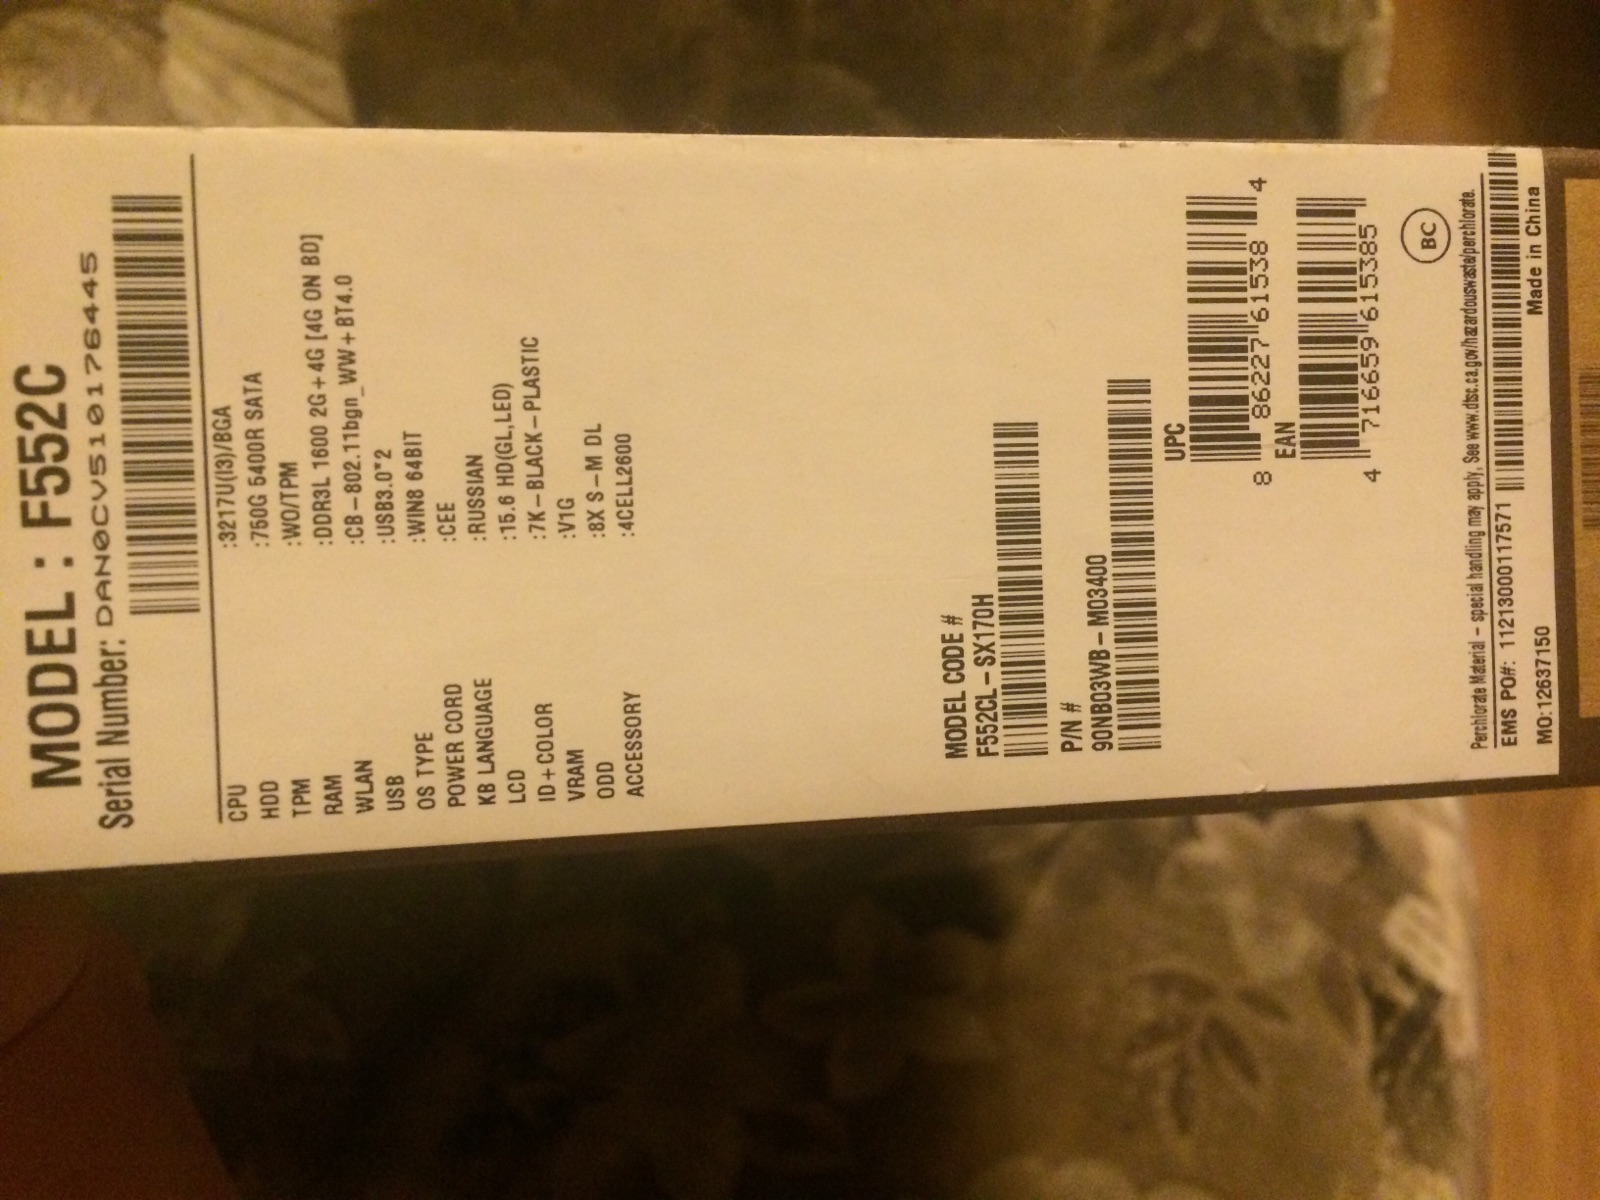 MODEL : F552C
Serial Number: DAN0CV510176445
CPU :3217U(I3)/BGA
HDD :750G 5400R SATA
TPM :WO/TPM
RAM :DDR3L 1600 2G+4G [4G ON BD]
WLAN :CB-802.11bgn_WW+BT4.0
USB :USB3.0*2
OS TYPE :WIN8 64BIT
POWER CORD :CEE
KB LANGUAGE :RUSSIAN
LCD :15.6 HD(GL,LED)
ID+COLOR :7K-BLACK-PLASTIC
VRAM :V1G
ODD :8X S-M DL
ACCESSORY :4CELL2600
MODEL CODE #
F552CL-SX170H
P/N #
90NB03WB-M03400
UPC
8 86227 61538 4
EAN
4 716659 615385
BC
Perchlorate Material - special handling may apply, See www.dtsc.ca.gov/hazardouswaste/perchlorate.
EMS PO#: 11213000117571
MO:12637150 Made in China